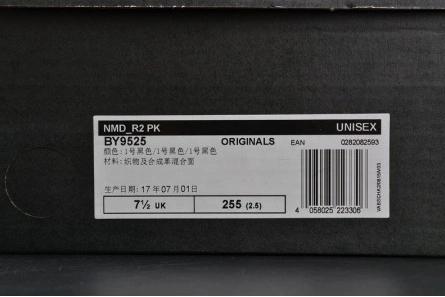 NMD_R2 PK UNISEX
BY9525 ORIGINALS EAN 0282082593
颜色: 1号黑色/1号黑色/1号黑色
材料: 织物及合成革混合面
生产日期: 17年07月01日
7½ UK 255 (2.5)
4 058025 223306